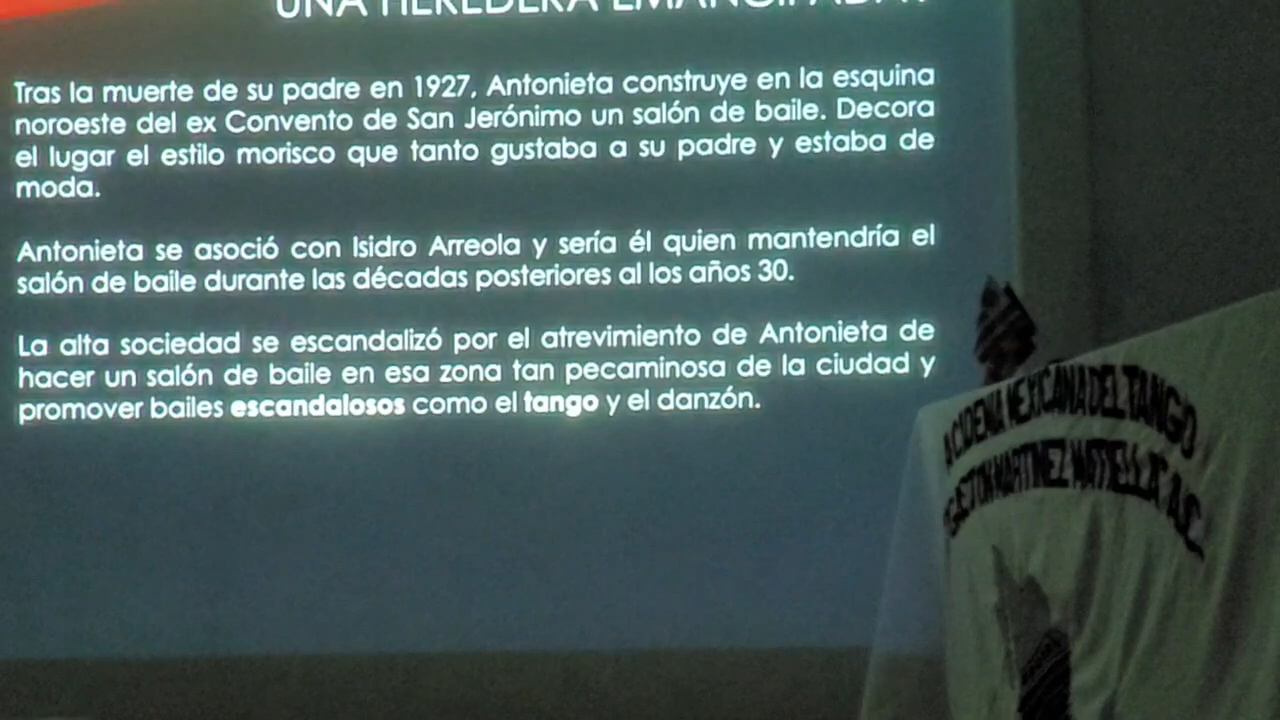 UNA HEREDERA EMANCIPADA.
Tras la muerte de su padre en 1927, Antonieta construye en la esquina
noroeste del ex Convento de San Jerónimo un salón de baile. Decora
el lugar el estilo morisco que tanto gustaba a su padre y estaba de
moda.
Antonieta se asoció con Isidro Arreola y sería él quien mantendría el
salón de baile durante las décadas posteriores al los años 30.
La alta sociedad se escandalizó por el atrevimiento de Antonieta de
hacer un salón de baile en esa zona tan pecaminosa de la ciudad y
promover bailes escandalosos como el tango y el danzón.
ACADEMIA MEXICANA DEL TANGO
MARTINEZ MATIELLA A.C.